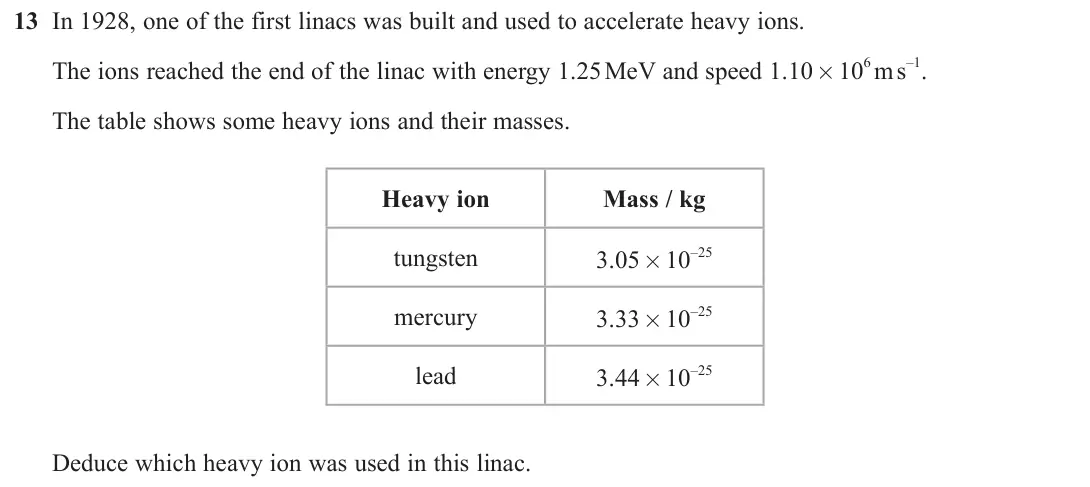 13 In 1928, one of the first linacs was built and used to accelerate heavy ions.
The ions reached the end of the linac with energy 1.25 MeV and speed 1.10 × 10⁶ m s⁻¹.
The table shows some heavy ions and their masses.
Heavy ion Mass / kg
tungsten 3.05 × 10⁻²⁵
mercury 3.33 × 10⁻²⁵
lead 3.44 × 10⁻²⁵
Deduce which heavy ion was used in this linac.